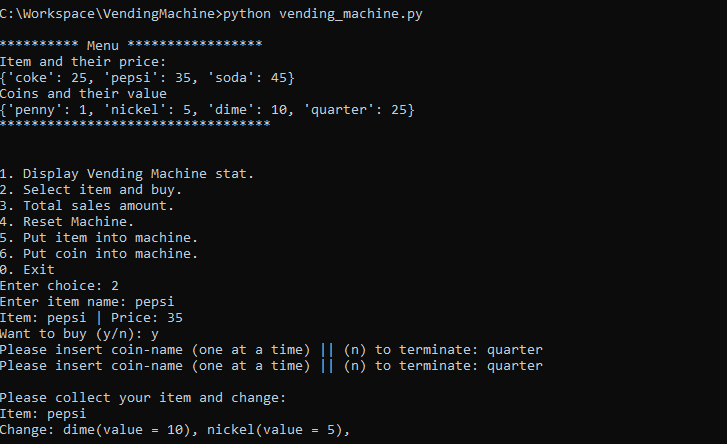 C:\Workspace\VendingMachine>python vending_machine.py
********** Menu *****************
Item and their price:
{'coke': 25, 'pepsi': 35, 'soda': 45}
Coins and their value
{'penny': 1, 'nickel': 5, 'dime': 10, 'quarter': 25}
**********************************
1. Display Vending Machine stat.
2. Select item and buy.
3. Total sales amount.
4. Reset Machine.
5. Put item into machine.
6. Put coin into machine.
0. Exit
Enter choice: 2
Enter item name: pepsi
Item: pepsi | Price: 35
Want to buy (y/n): y
Please insert coin-name (one at a time) || (n) to terminate: quarter
Please insert coin-name (one at a time) || (n) to terminate: quarter
Please collect your item and change:
Item: pepsi
Change: dime(value = 10), nickel(value = 5),